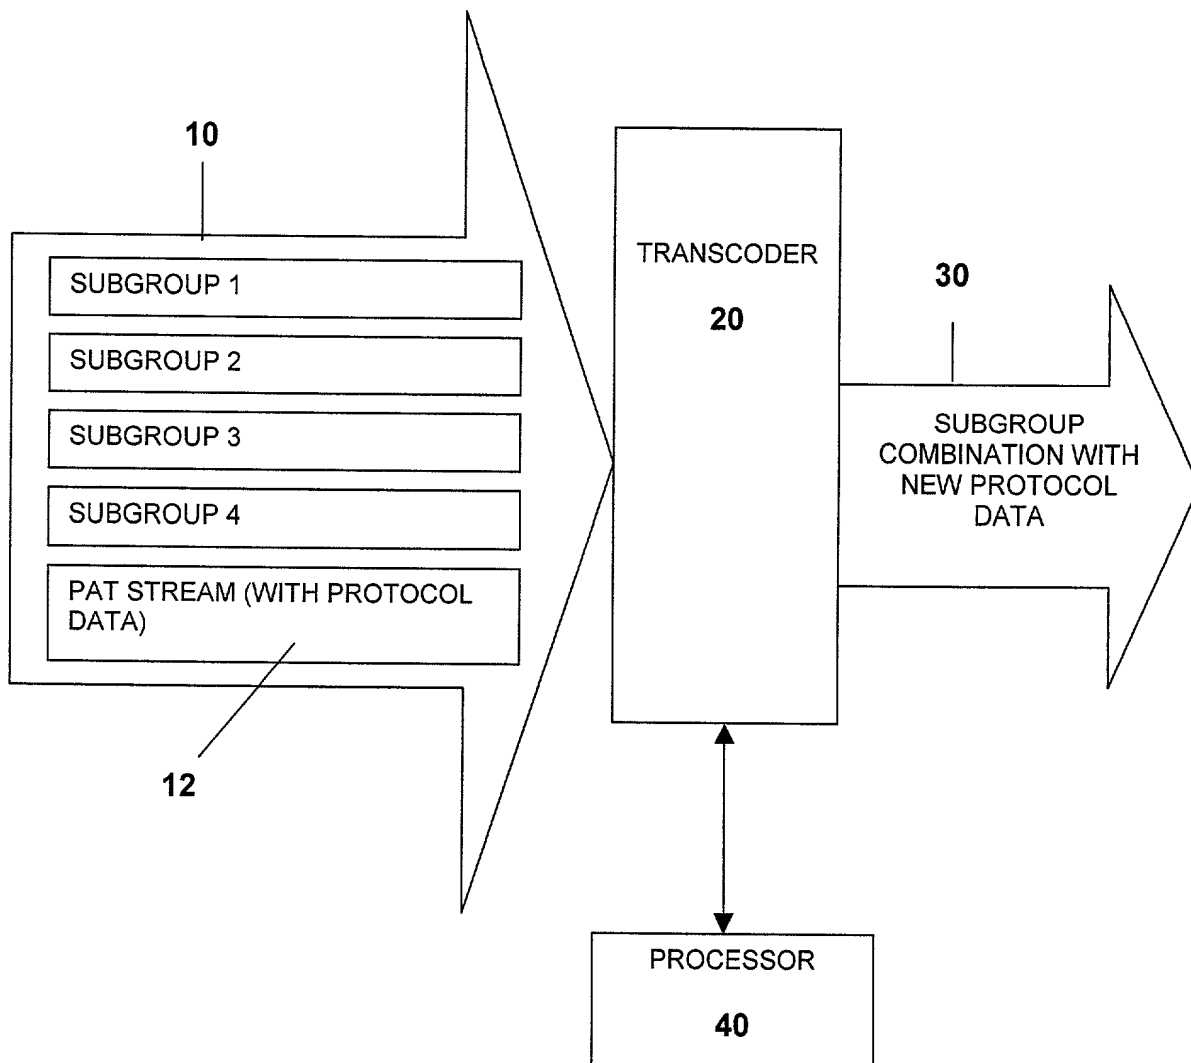 10
SUBGROUP 1
SUBGROUP 2
SUBGROUP 3
SUBGROUP 4
PAT STREAM (WITH PROTOCOL
DATA)
12
TRANSCODER
20
30
SUBGROUP
COMBINATION WITH
NEW PROTOCOL
DATA
PROCESSOR
40